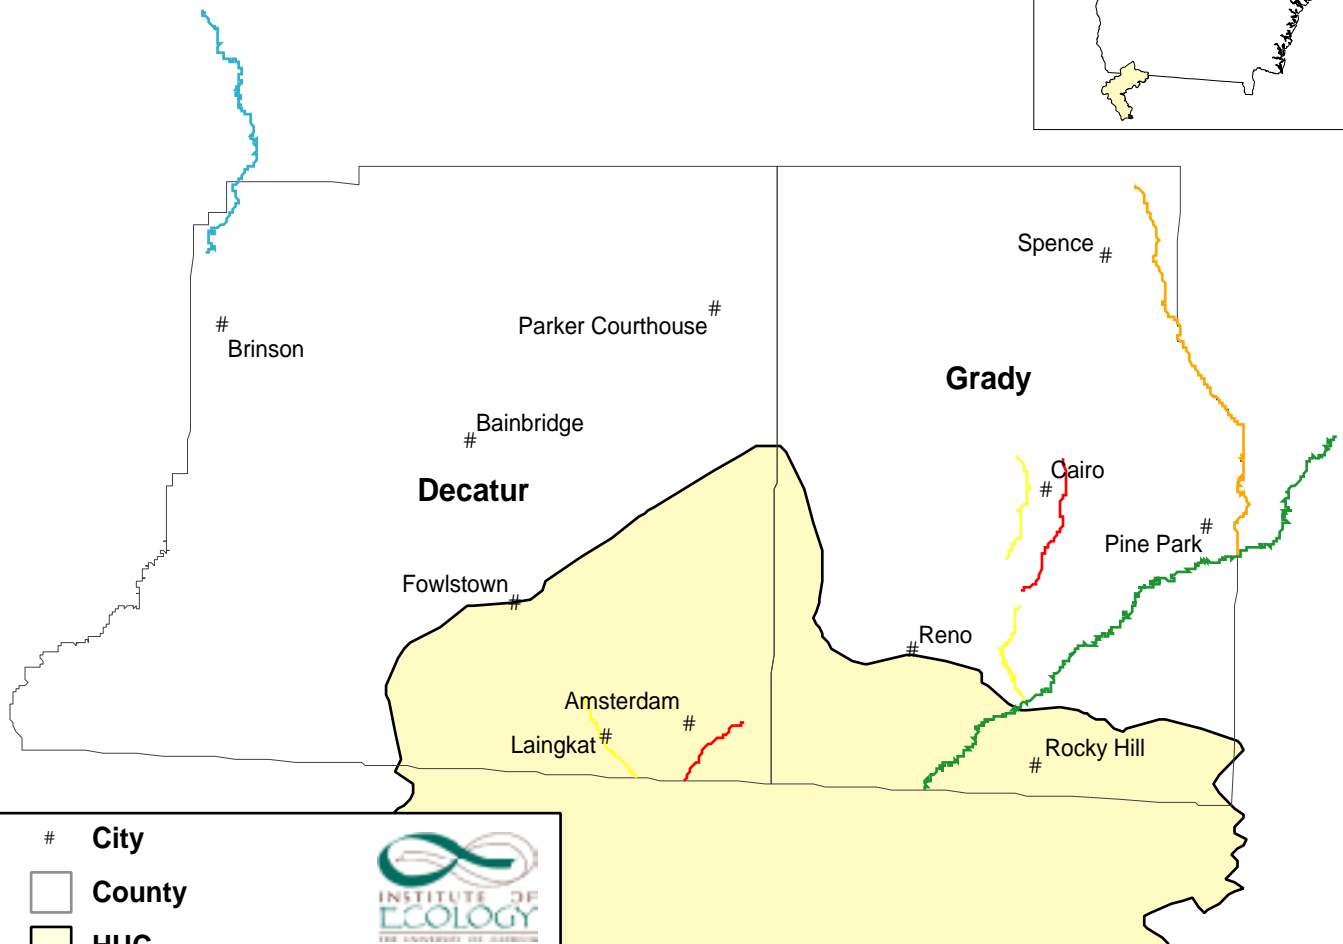 Spence #
# Parker Courthouse
# Brinson
Grady
Bainbridge #
Cairo #
Decatur
Pine Park #
Fowlstown #
Reno #
Amsterdam #
Laingkat #
Rocky Hill #
# City
County
HUC
INSTITUTE OF
ECOLOGY